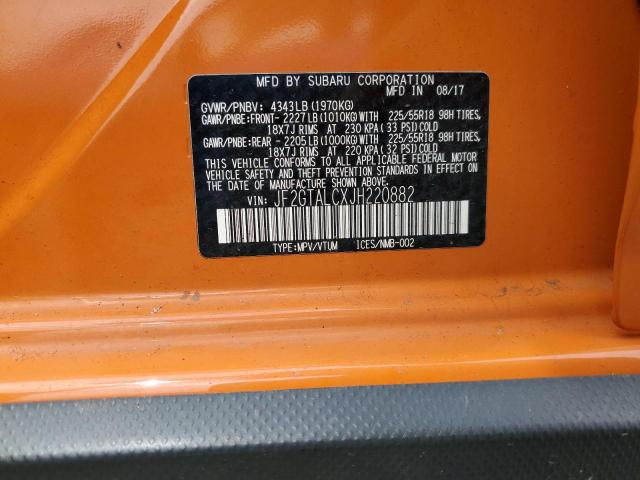 MFD BY SUBARU CORPORATION
GVWR/PNBV: 4343LB(1970KG) MFD IN 08/17
GAWR/PNBE:FRONT- 2227LB(1010KG)WITH 225/55R18 98H TIRES,
18X7J RIMS AT 230 KPA(33 PSI)COLD
GAWR/PNBE:REAR - 2205LB(1000KG)WITH 225/55R18 98H TIRES,
18X7J RIMS AT 220 KPA(32 PSI)COLD
THIS VEHICLE CONFORMS TO ALL APPLICABLE FEDERAL MOTOR
VEHICLE SAFETY AND THEFT PREVENTION STANDARDS IN EFFECT ON
THE DATE OF MANUFACTURE SHOWN ABOVE.
VIN: JF2GTALCXJH220882
TYPE:MPV/VTUM ICES/NMB-002